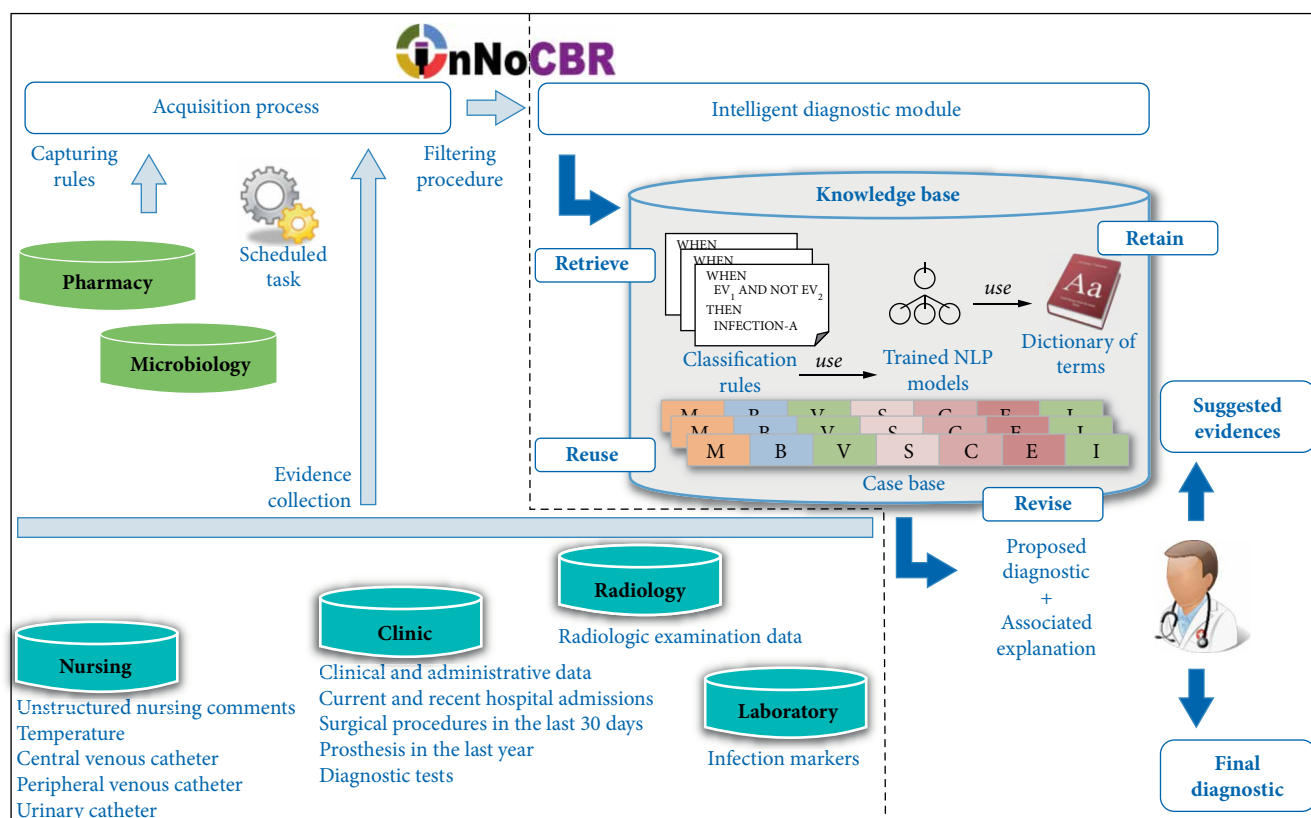 InNoCBR
Acquisition process
Intelligent diagnostic module
Capturing
rules
Filtering
procedure
Scheduled
task
Pharmacy
Microbiology
Evidence
collection
Knowledge base
Retrieve
Retain
WHEN
WHEN
WHEN
EV1 AND NOT EV2
THEN
INFECTION-A
use
Aa
Classification
rules
use
Trained NLP
models
Dictionary of
terms
M B V S C E I
M B V S C E I
M B V S C E I
Reuse
Case base
Revise
Suggested
evidences
Proposed
diagnostic
+
Associated
explanation
Final
diagnostic
Radiology
Radiologic examination data
Clinic
Clinical and administrative data
Current and recent hospital admissions
Surgical procedures in the last 30 days
Prosthesis in the last year
Diagnostic tests
Nursing
Unstructured nursing comments
Temperature
Central venous catheter
Peripheral venous catheter
Urinary catheter
Laboratory
Infection markers